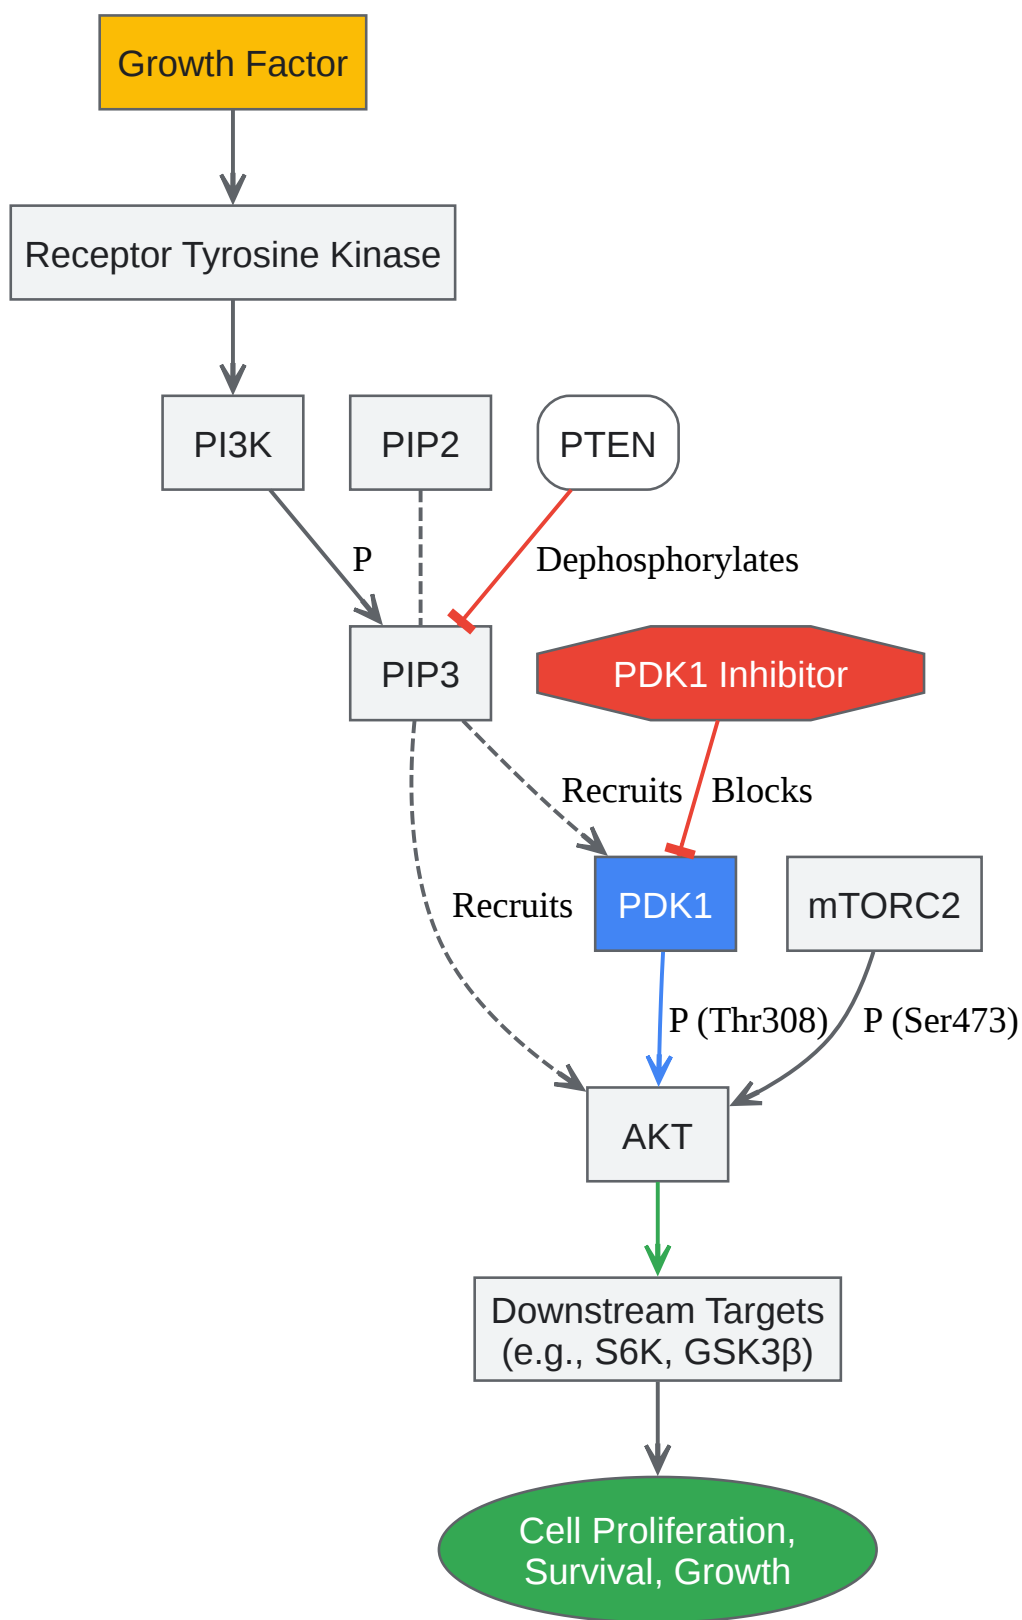 Growth Factor
Receptor Tyrosine Kinase
PI3K
PIP2
PTEN
P
Dephosphorylates
PIP3
PDK1 Inhibitor
Recruits
Blocks
Recruits
PDK1
mTORC2
P (Thr308)
P (Ser473)
AKT
Downstream Targets
(e.g., S6K, GSK3β)
Cell Proliferation,
Survival, Growth